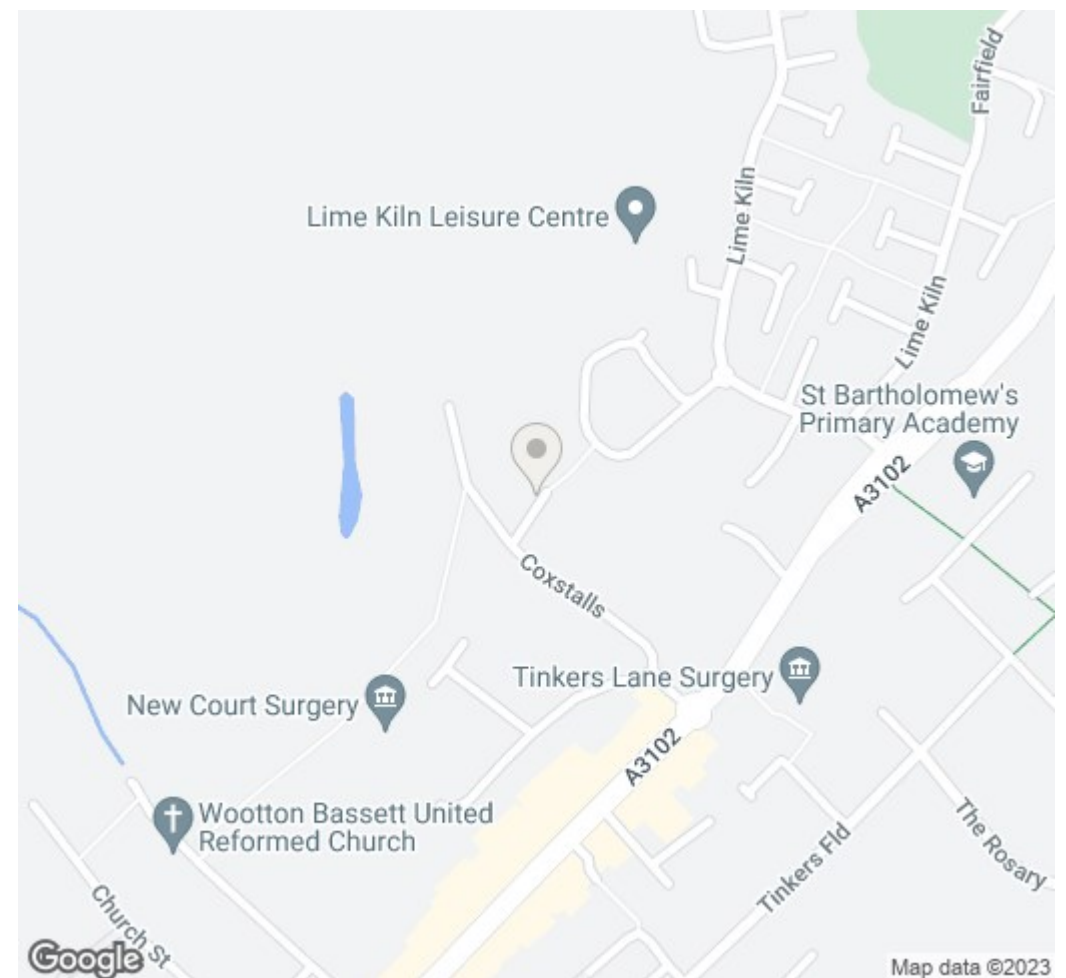 Fairfield
Lime Kiln
Lime Kiln Leisure Centre
Lime Kiln
St Bartholomew's
Primary Academy
A3102
Coxstalls
Tinkers Lane Surgery
New Court Surgery
A3102
Wootton Bassett United
Reformed Church
The Rosary
Tinkers Fld
Church St
Google
Map data ©2023